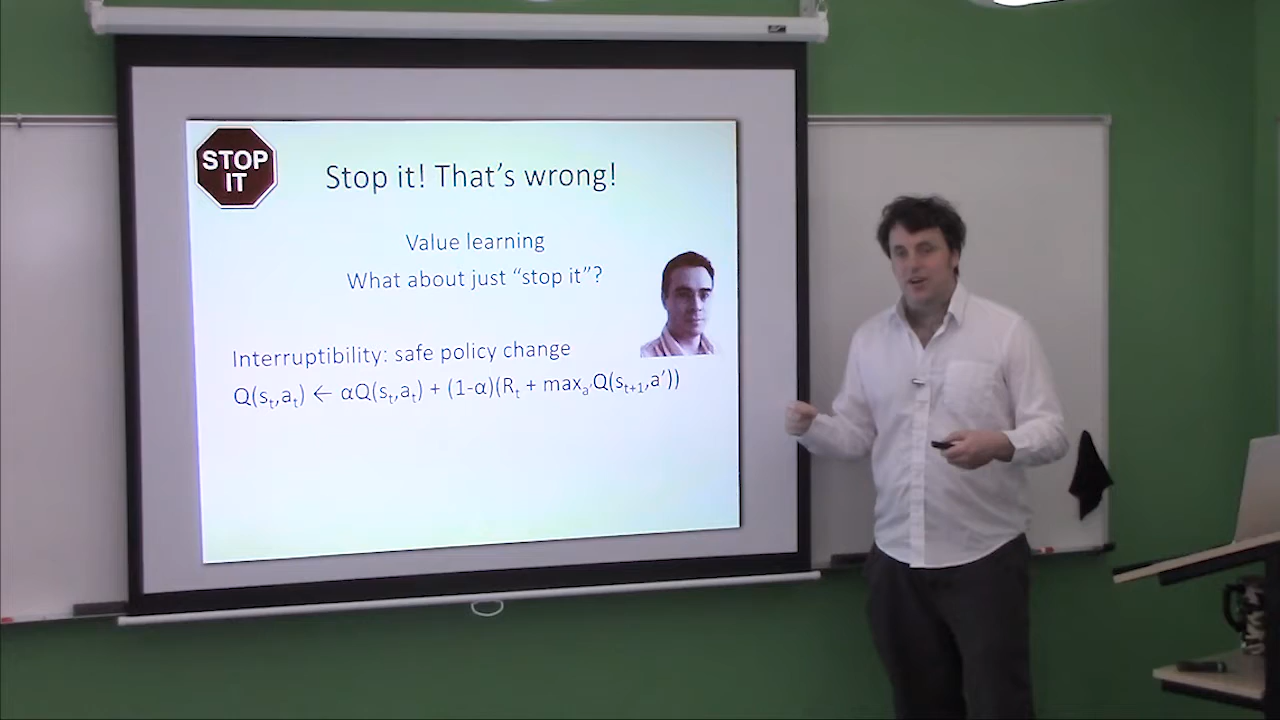 STOP
IT
Stop it! That's wrong!
Value learning
What about just “stop it”?
Interruptibility: safe policy change
Q(sₜ,aₜ) ← αQ(sₜ,aₜ) + (1-α)(Rₜ + maxₐ'Q(sₜ₊₁,a'))